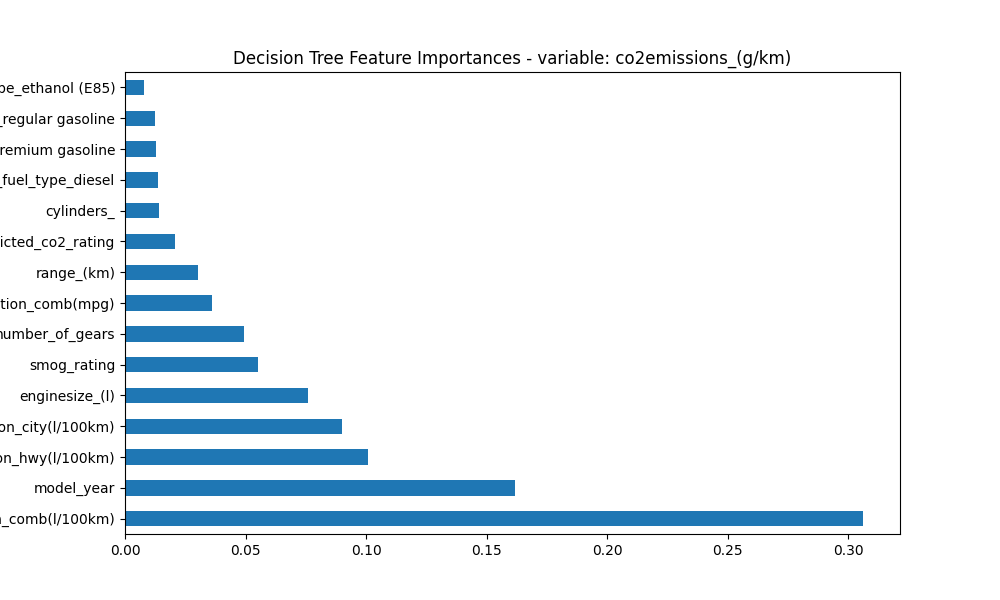 Decision Tree Feature Importances - variable: co2emissions_(g/km)
pe_ethanol (E85)
_regular gasoline
remium gasoline
_fuel_type_diesel
cylinders_
icted_co2_rating
range_(km)
tion_comb(mpg)
number_of_gears
smog_rating
enginesize_(l)
on_city(l/100km)
on_hwy(l/100km)
model_year
_comb(l/100km)
0.00 0.05 0.10 0.15 0.20 0.25 0.30